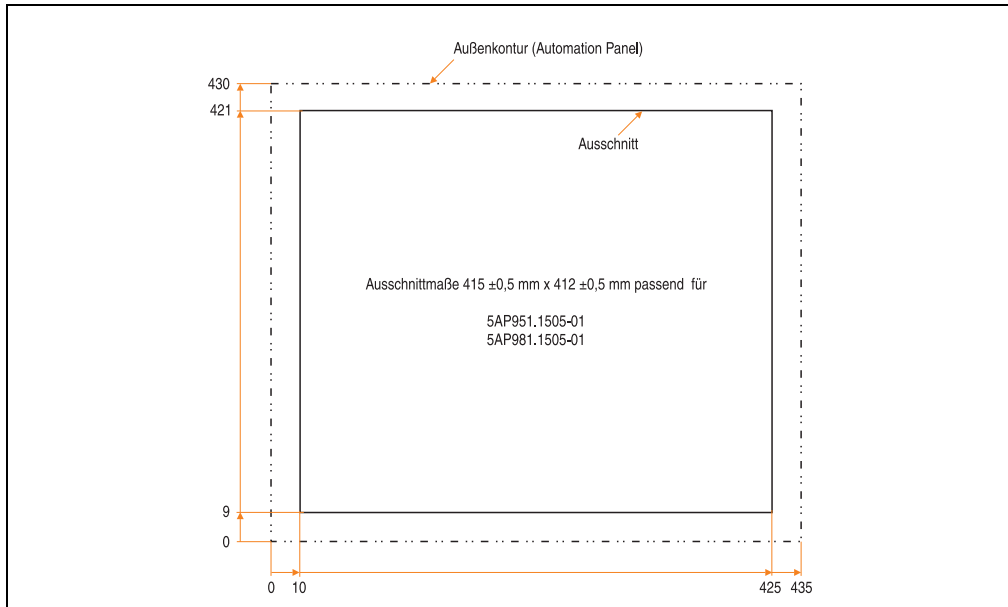 Außenkontur (Automation Panel)
430
421
Ausschnitt
Ausschnittmaße 415 ±0,5 mm x 412 ±0,5 mm passend für
5AP951.1505-01
5AP981.1505-01
9
0
0 10 425 435